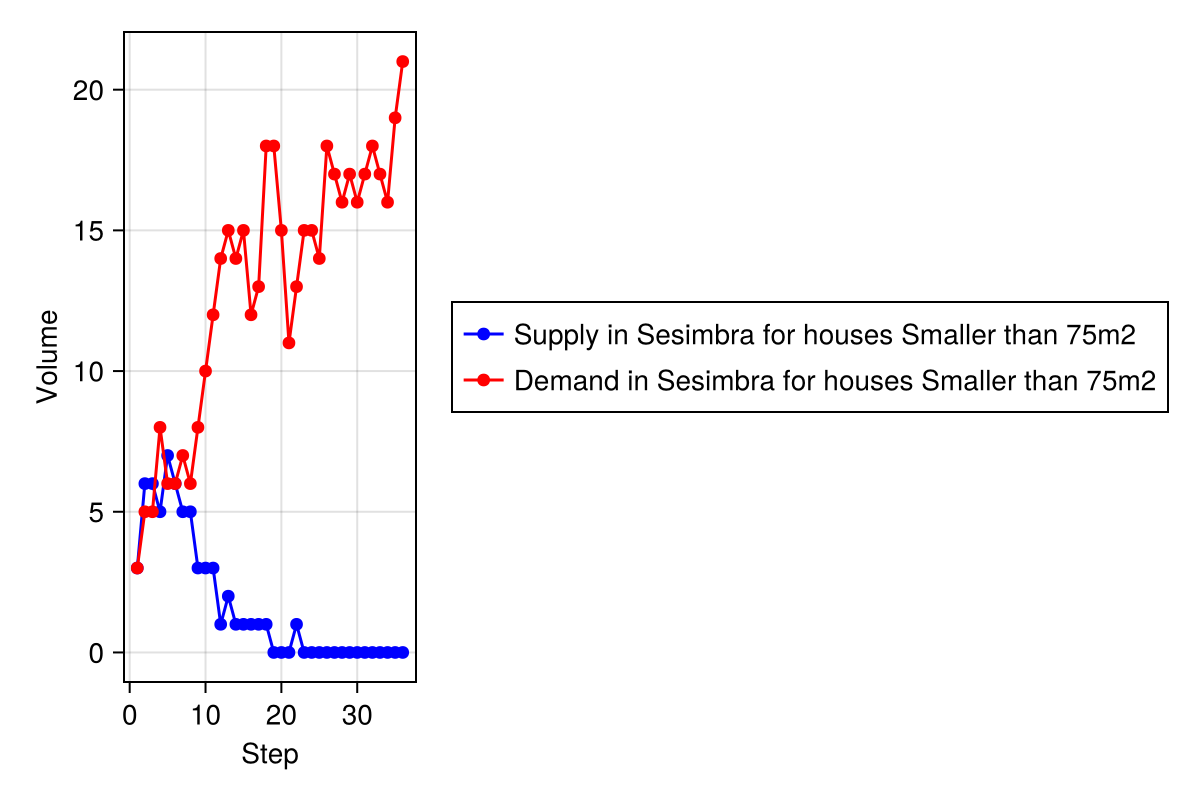 20
15
10
5
0
Volume
0 10 20 30
Step
Supply in Sesimbra for houses Smaller than 75m2
Demand in Sesimbra for houses Smaller than 75m2